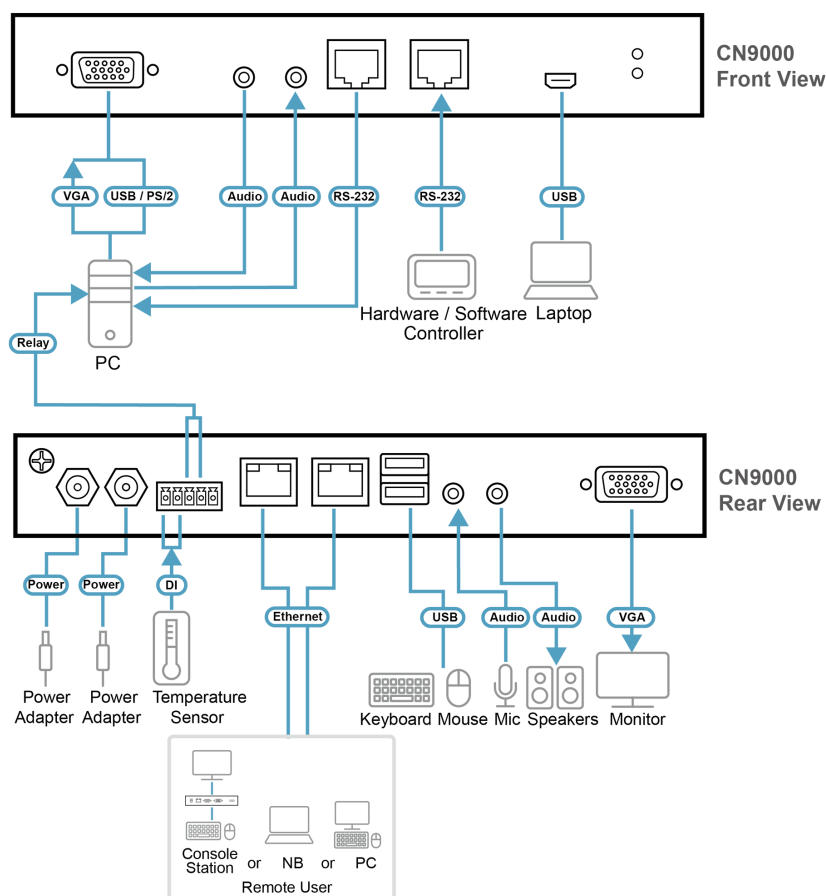 CN9000
Front View
VGA
USB / PS/2
Audio
Audio
RS-232
RS-232
USB
Hardware / Software
Controller
Laptop
Relay
PC
CN9000
Rear View
Power
Power
DI
Ethernet
USB
Audio
Audio
VGA
Power
Adapter
Power
Adapter
Temperature
Sensor
Keyboard
Mouse
Mic
Speakers
Monitor
Console
Station
or
NB
or
PC
Remote User